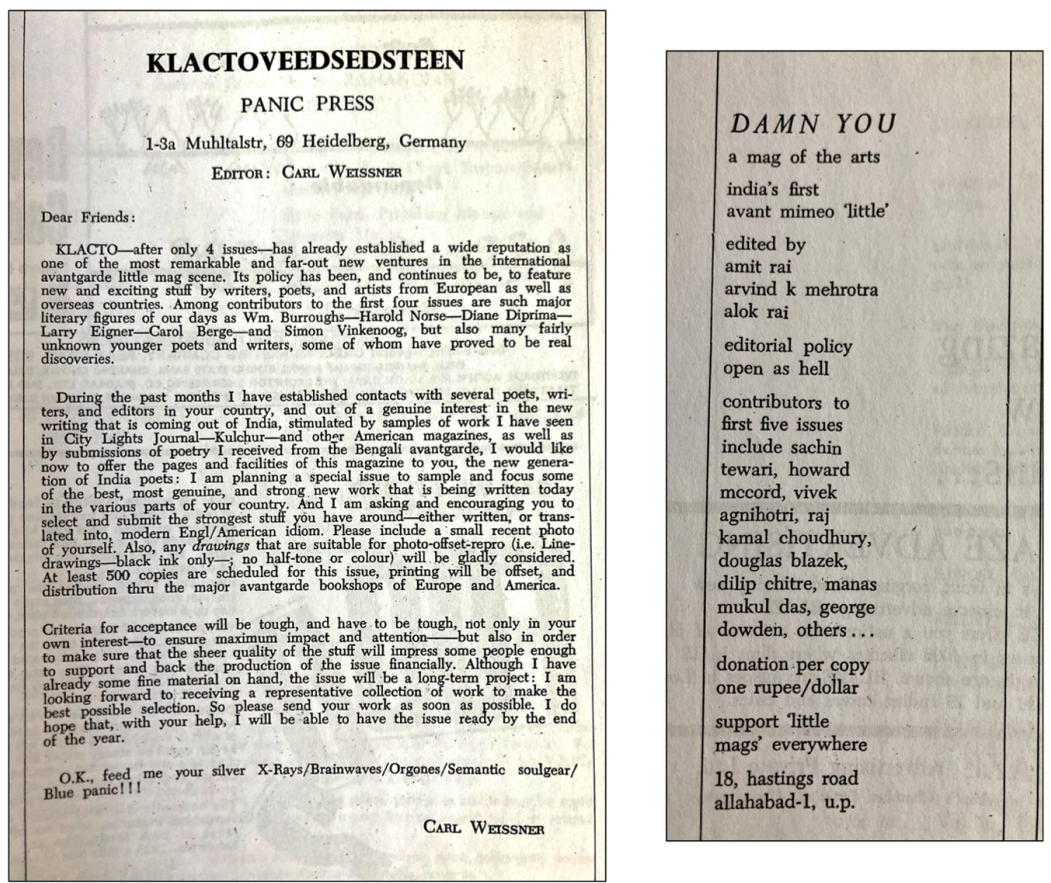 KLACTOVEEDSEDSTEEN
PANIC PRESS
1-3a Muhltalstr, 69 Heidelberg, Germany
EDITOR: CARL WEISSNER
Dear Friends:
KLACTO—after only 4 issues—has already established a wide reputation as
one of the most remarkable and far-out new ventures in the international
avantgarde little mag scene. Its policy has been, and continues to be, to feature
new and exciting stuff by writers, poets, and artists from European as well as
overseas countries. Among contributors to the first four issues are such major
literary figures of our days as Wm. Burroughs—Harold Norse—Diane Diprima—
Larry Eigner—Carol Berge—and Simon Vinkenoog, but also many fairly
unknown younger poets and writers, some of whom have proved to be real
discoveries.
During the past months I have established contacts with several poets, wri-
ters, and editors in your country, and out of a genuine interest in the new
writing that is coming out of India, stimulated by samples of work I have seen
in City Lights Journal—Kulchur—and other American magazines, as well as
by submissions of poetry I received from the Bengali avantgarde, I would like
now to offer the pages and facilities of this magazine to you, the new genera-
tion of India poets: I am planning a special issue to sample and focus some
of the best, most genuine, and strong new work that is being written today
in the various parts of your country. And I am asking and encouraging you to
select and submit the strongest stuff you have around—either written, or trans-
lated into, modern Engl/American idiom. Please include a small recent photo
of yourself. Also, any drawings that are suitable for photo-offset-repro (i.e. Line-
drawings—black ink only—; no half-tone or colour) will be gladly considered.
At least 500 copies are scheduled for this issue, printing will be offset, and
distribution thru the major avantgarde bookshops of Europe and America.
Criteria for acceptance will be tough, and have to be tough, not only in your
own interest—to ensure maximum impact and attention——but also in order
to make sure that the sheer quality of the stuff will impress some people enough
to support and back the production of the issue financially. Although I have
already some fine material on hand, the issue will be a long-term project: I am
looking forward to receiving a representative collection of work to make the
best possible selection. So please send your work as soon as possible. I do
hope that, with your help, I will be able to have the issue ready by the end
of the year.
O.K., feed me your silver X-Rays/Brainwaves/Orgones/Semantic soulgear/
Blue panic!!!
CARL WEISSNER
DAMN YOU
a mag of the arts
india's first
avant mimeo 'little'
edited by
amit rai
arvind k mehrotra
alok rai
editorial policy
open as hell
contributors to
first five issues
include sachin
tewari, howard
mccord, vivek
agnihotri, raj
kamal choudhury,
douglas blazek,
dilip chitre, manas
mukul das, george
dowden, others...
donation per copy
one rupee/dollar
support 'little
mags' everywhere
18, hastings road
allahabad-1, u.p.